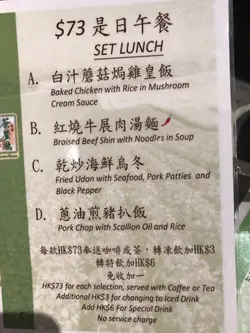 $73 是日午餐
SET LUNCH
A. 白汁蘑菇焗雞皇飯
Baked Chicken with Rice in Mushroom
Cream Sauce
B. 紅燒牛展肉湯麵
Braised Beef Shin with Noodles in Soup
C. 乾炒海鮮烏冬
Fried Udon with Seafood, Pork Patties and
Black Pepper
D. 蔥油煎豬扒飯
Pork Chop with Scallion Oil and Rice
每款HK$73奉送咖啡或茶，轉凍飲加HK$3
轉特飲加HK$6
免收加一
HK$73 for each selection, served with Coffee or Tea
Additional HK$3 for changing to Iced Drink
Add HK$6 For Special Drink
No service charge